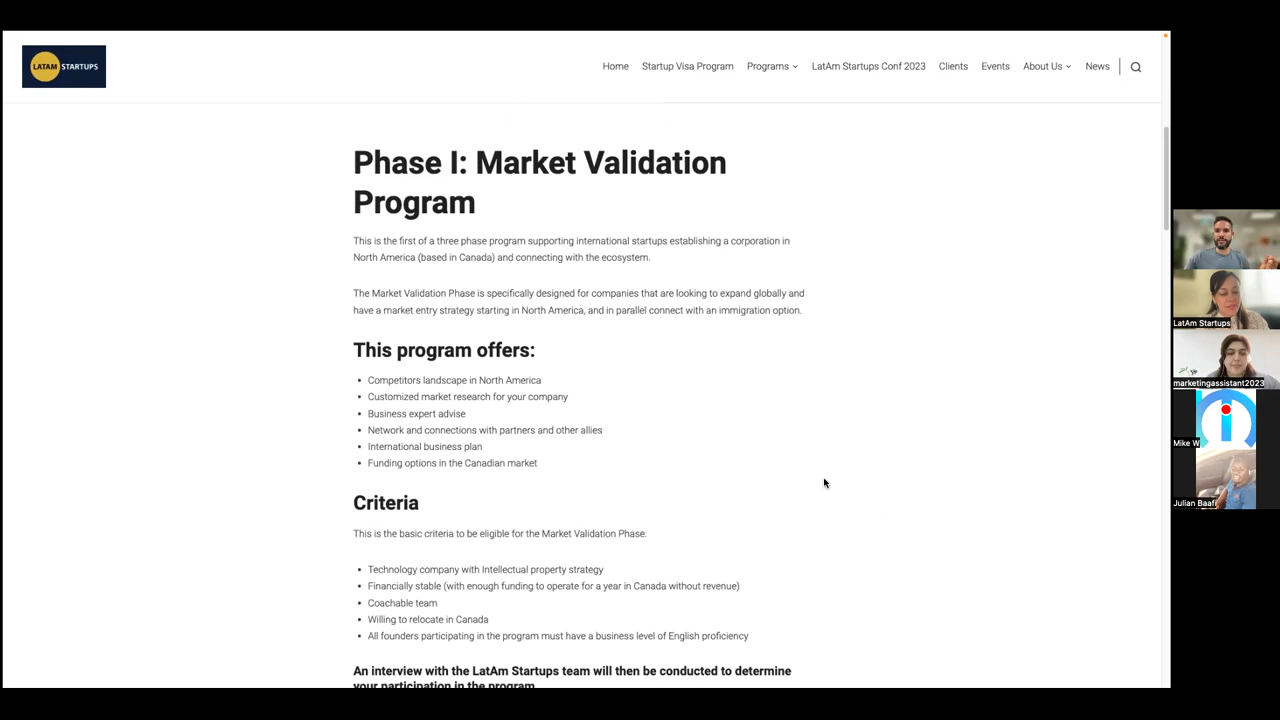 LATAM STARTUPS
Home Startup Visa Program Programs LatAm Startups Conf 2023 Clients Events About Us News
Phase I: Market Validation
Program
This is the first of a three phase program supporting international startups establishing a corporation in
North America (based in Canada) and connecting with the ecosystem.
The Market Validation Phase is specifically designed for companies that are looking to expand globally and
have a market entry strategy starting in North America, and in parallel connect with an immigration option.
This program offers:
• Competitors landscape in North America
• Customized market research for your company
• Business expert advise
• Network and connections with partners and other allies
• International business plan
• Funding options in the Canadian market
Criteria
This is the basic criteria to be eligible for the Market Validation Phase:
• Technology company with Intellectual property strategy
• Financially stable (with enough funding to operate for a year in Canada without revenue)
• Coachable team
• Willing to relocate in Canada
• All founders participating in the program must have a business level of English proficiency
An interview with the LatAm Startups team will then be conducted to determine
your participation in the program
LatAm Startups
marketingassistant2023
Mike W
Julian Baafi